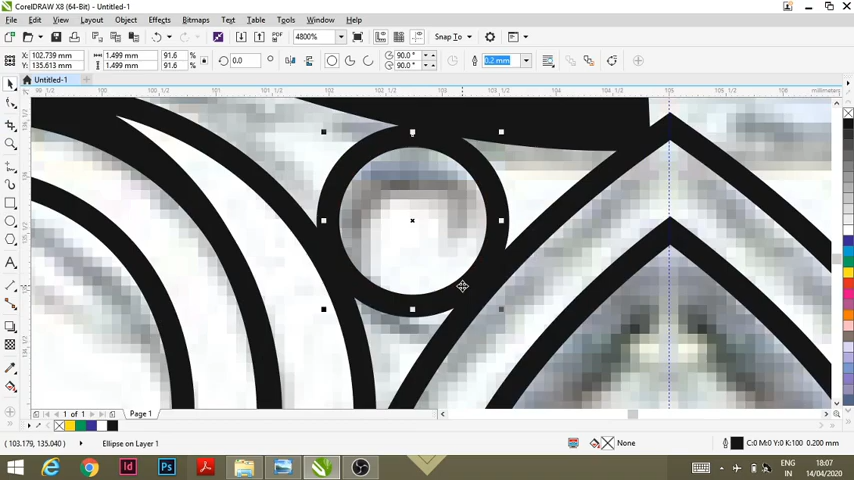 CorelDRAW X8 (64-Bit) - Untitled-1
File Edit View Layout Object Effects Bitmaps Text Table Tools Window Help
4800% Snap To
X: 102.739 mm 1.499 mm 91.6 % 0.0 90.0 ° 0.2 mm
Y: 135.613 mm 1.499 mm 91.6 % 90.0 °
Untitled-1
millimeters
1 of 1 Page 1
(103.179, 135.040) Ellipse on Layer 1 None C:0 M:0 Y:0 K:100 0.200 mm
ENG 18:07
IN 14/04/2020